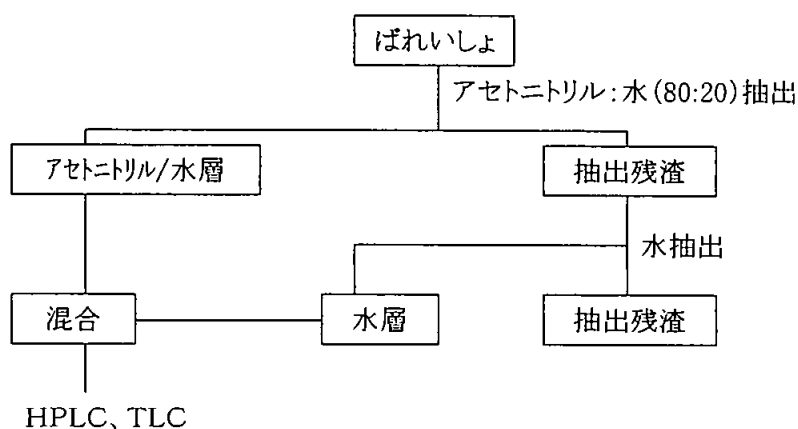 ばれいしょ
アセトニトリル:水(80:20)抽出
アセトニトリル/水層
抽出残渣
水抽出
混合
水層
抽出残渣
HPLC、TLC